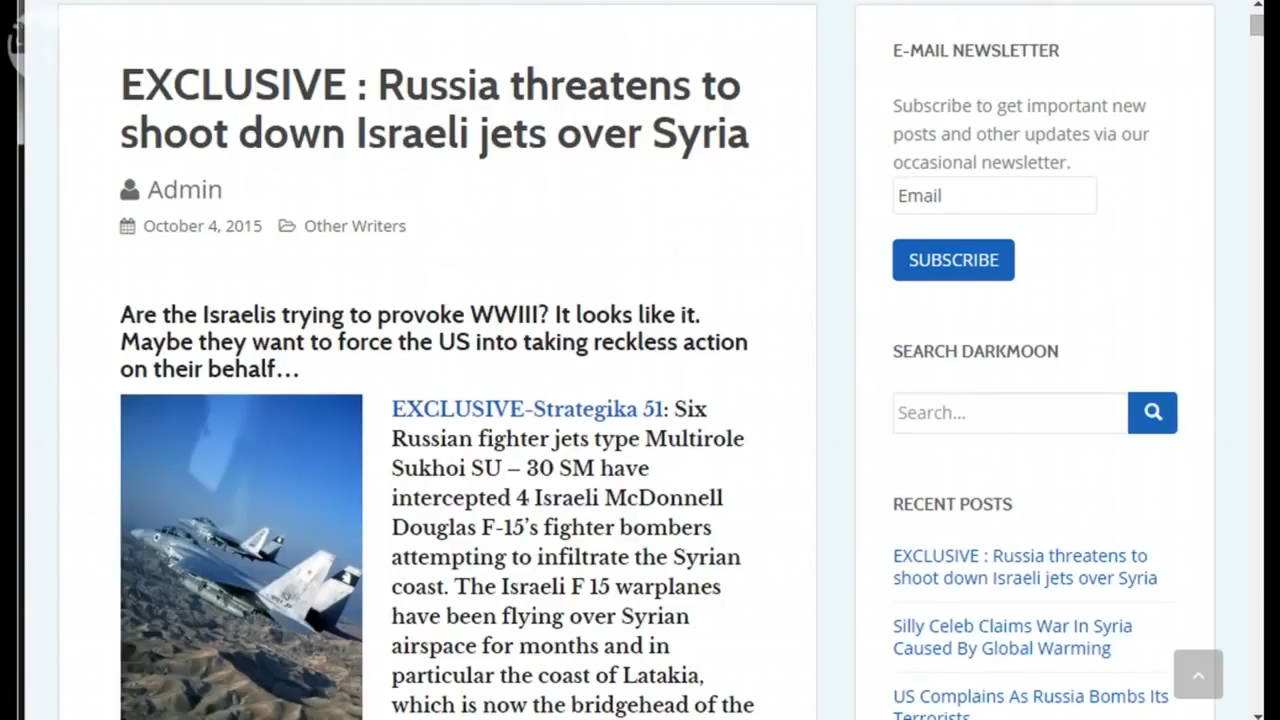 EXCLUSIVE : Russia threatens to
shoot down Israeli jets over Syria
Admin
October 4, 2015 Other Writers
Are the Israelis trying to provoke WWIII? It looks like it.
Maybe they want to force the US into taking reckless action
on their behalf…
EXCLUSIVE-Strategika 51: Six
Russian fighter jets type Multirole
Sukhoi SU – 30 SM have
intercepted 4 Israeli McDonnell
Douglas F-15’s fighter bombers
attempting to infiltrate the Syrian
coast. The Israeli F 15 warplanes
have been flying over Syrian
airspace for months and in
particular the coast of Latakia,
which is now the bridgehead of the
E-MAIL NEWSLETTER
Subscribe to get important new
posts and other updates via our
occasional newsletter.
Email
SUBSCRIBE
SEARCH DARKMOON
Search...
RECENT POSTS
EXCLUSIVE : Russia threatens to
shoot down Israeli jets over Syria
Silly Celeb Claims War In Syria
Caused By Global Warming
US Complains As Russia Bombs Its
Terrorists